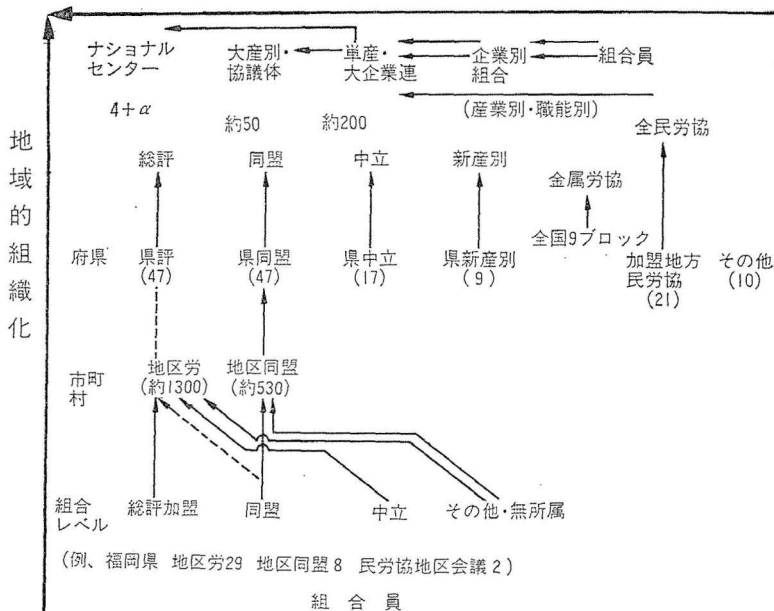 ナショナル 大産別・ 単産・ 企業別 組合員
センター 協議体 大企業連 組合
(産業別・職能別)
4+α 約50 約200
全民労協
総評 同盟 中立 新産別
金属労協
全国9ブロック
府県 県評 県同盟 県中立 県新産別 加盟地方 その他
(47) (47) (17) (9) 民労協 (10)
(21)
地域的組織化
市町 地区労 地区同盟
村 (約1300) (約530)
組合 総評加盟 同盟 中立 その他・無所属
レベル
(例、福岡県 地区労29 地区同盟8 民労協地区会議2)
組合員